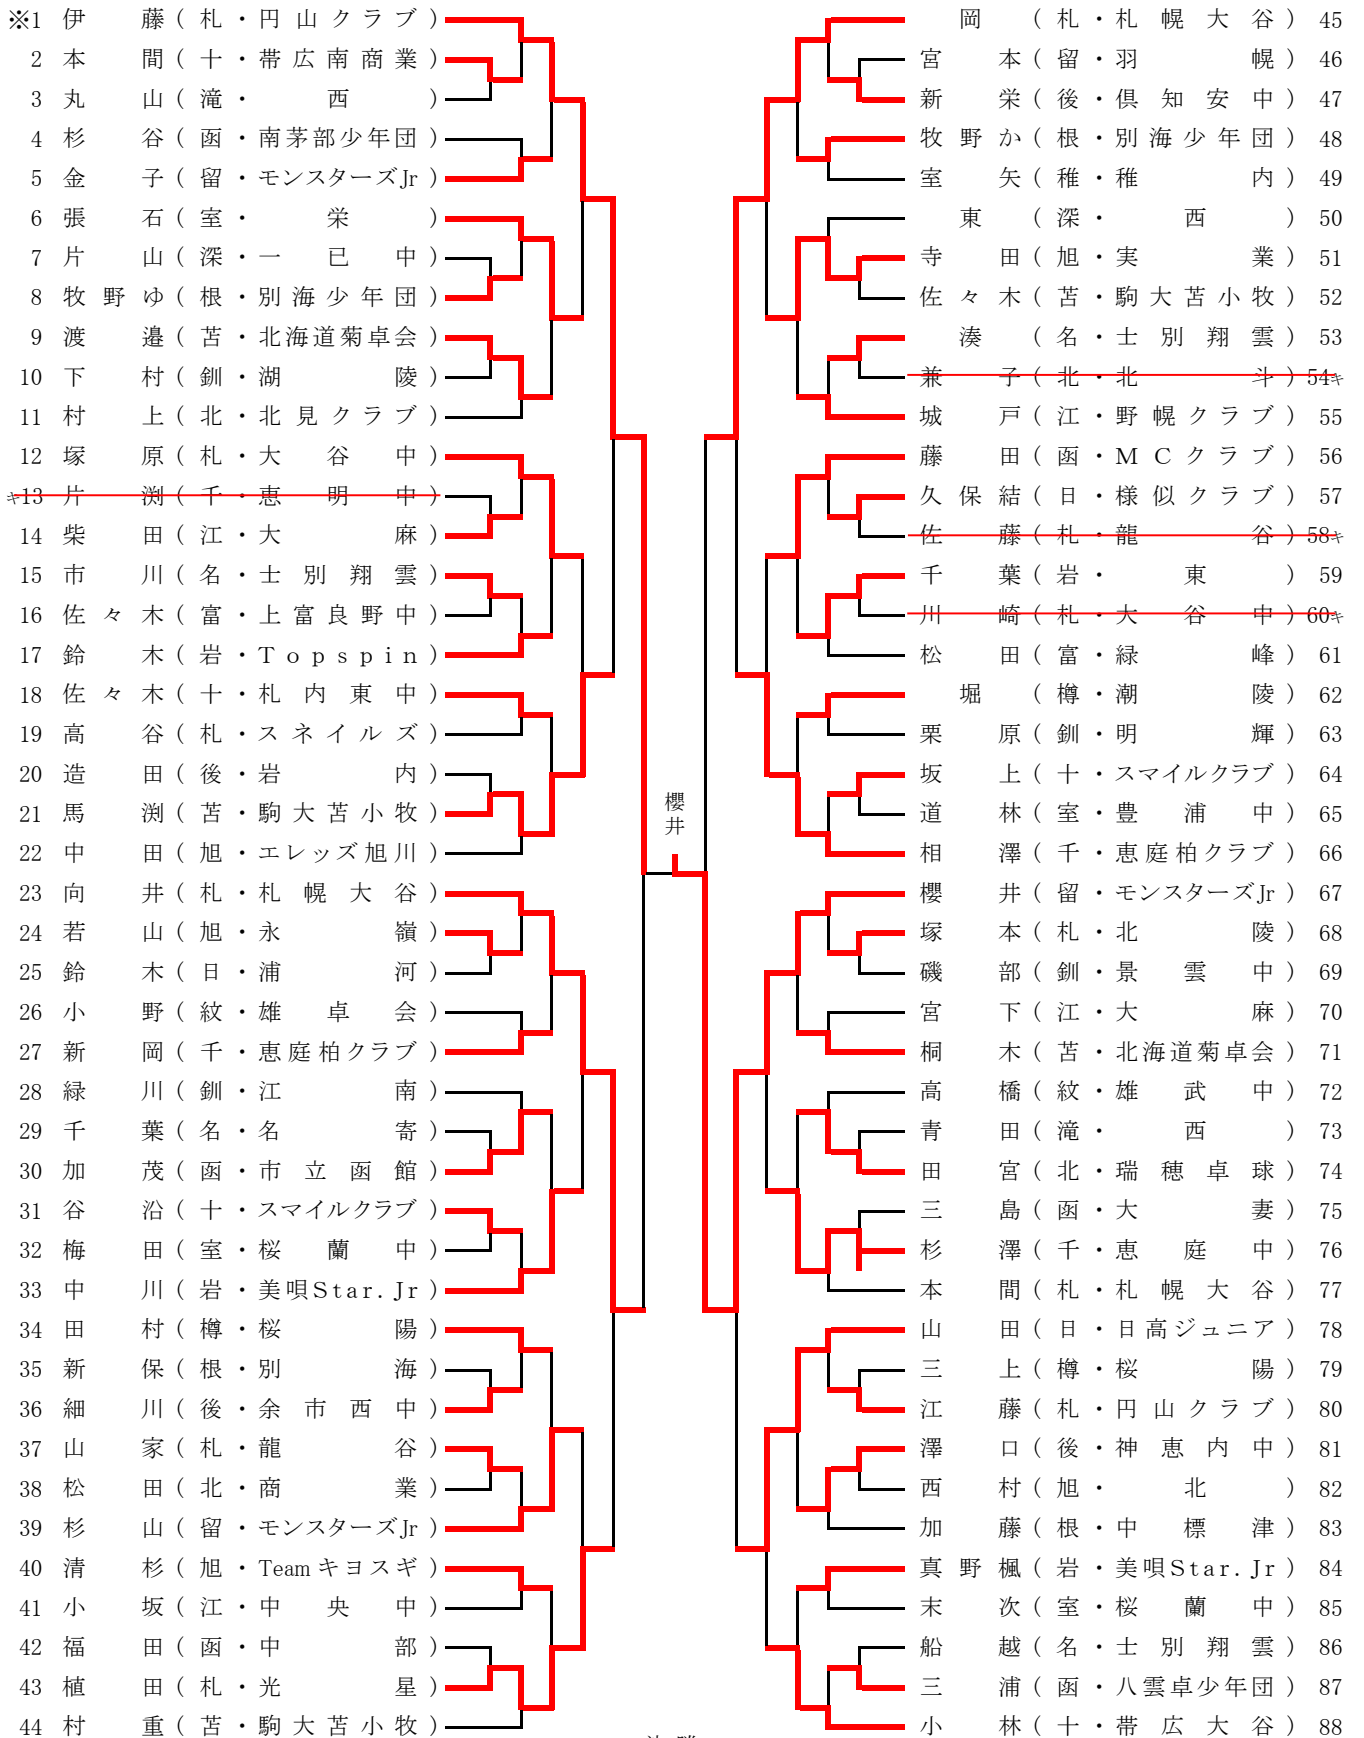 ※1 伊藤(札・円山クラブ)
2 本間(十・帯広南商業)
3 丸山(滝・西)
4 杉谷(函・南茅部少年団)
5 金子(留・モンスターズJr)
6 張石(室・栄)
7 片山(深・一已中)
8 牧野ゆ(根・別海少年団)
9 渡邉(苫・北海道菊卓会)
10 下村(釧・湖陵)
11 村上(北・北見クラブ)
12 塚原(札・大谷中)
キ13 片渕(千・恵明中)
14 柴田(江・大麻)
15 市川(名・士別翔雲)
16 佐々木(富・上富良野中)
17 鈴木(岩・Topspin)
18 佐々木(十・札内東中)
19 高谷(札・スネイルズ)
20 造田(後・岩内)
21 馬渕(苫・駒大苫小牧)
22 中田(旭・エレッズ旭川)
23 向井(札・札幌大谷)
24 若山(旭・永嶺)
25 鈴木(日・浦河)
26 小野(紋・雄卓会)
27 新岡(千・恵庭柏クラブ)
28 緑川(釧・江南)
29 千葉(名・名寄)
30 加茂(函・市立函館)
31 谷沿(十・スマイルクラブ)
32 梅田(室・桜蘭中)
33 中川(岩・美唄Star.Jr)
34 田村(樽・桜陽)
35 新保(根・別海)
36 細川(後・余市西中)
37 山家(札・龍谷)
38 松田(北・商業)
39 杉山(留・モンスターズJr)
40 清杉(旭・Teamキヨスギ)
41 小坂(江・中央中)
42 福田(函・中部)
43 植田(札・光星)
44 村重(苫・駒大苫小牧)
櫻井
岡(札・札幌大谷) 45
宮本(留・羽幌) 46
新栄(後・倶知安中) 47
牧野か(根・別海少年団) 48
室矢(稚・稚内) 49
東(深・西) 50
寺田(旭・実業) 51
佐々木(苫・駒大苫小牧) 52
湊(名・士別翔雲) 53
兼子(北・北斗) 54キ
城戸(江・野幌クラブ) 55
藤田(函・MCクラブ) 56
久保結(日・様似クラブ) 57
佐藤(札・龍谷) 58キ
千葉(岩・東) 59
川崎(札・大谷中) 60キ
松田(富・緑峰) 61
堀(樽・潮陵) 62
栗原(釧・明輝) 63
坂上(十・スマイルクラブ) 64
道林(室・豊浦中) 65
相澤(千・恵庭柏クラブ) 66
櫻井(留・モンスターズJr) 67
塚本(札・北陵) 68
磯部(釧・景雲中) 69
宮下(江・大麻) 70
桐木(苫・北海道菊卓会) 71
高橋(紋・雄武中) 72
青田(滝・西) 73
田宮(北・瑞穂卓球) 74
三島(函・大妻) 75
杉澤(千・恵庭中) 76
本間(札・札幌大谷) 77
山田(日・日高ジュニア) 78
三上(樽・桜陽) 79
江藤(札・円山クラブ) 80
澤口(後・神恵内中) 81
西村(旭・北) 82
加藤(根・中標津) 83
真野楓(岩・美唄Star.Jr) 84
末次(室・桜蘭中) 85
船越(名・士別翔雲) 86
三浦(函・八雲卓少年団) 87
小林(十・帯広大谷) 88